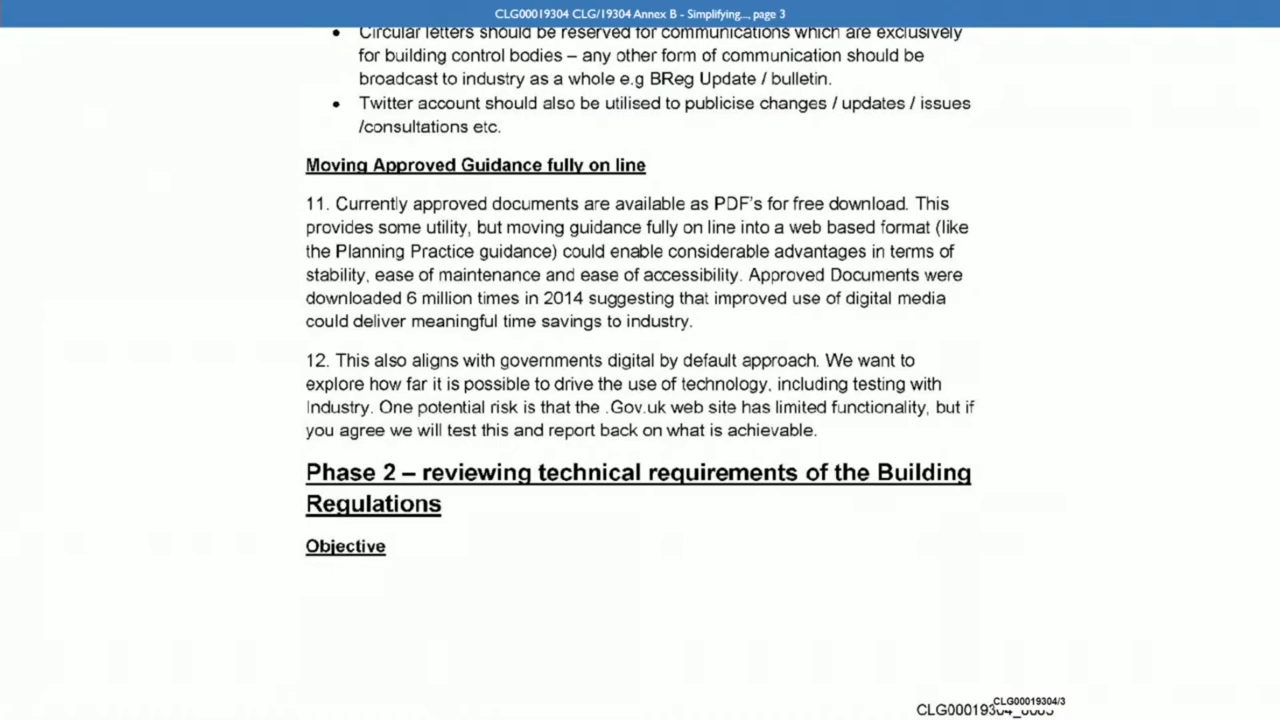 CLG00019304 CLG/19304 Annex B - Simplifying..., page 3
• Circular letters should be reserved for communications which are exclusively
for building control bodies – any other form of communication should be
broadcast to industry as a whole e.g BReg Update / bulletin.
• Twitter account should also be utilised to publicise changes / updates / issues
/consultations etc.
Moving Approved Guidance fully on line
11. Currently approved documents are available as PDF's for free download. This
provides some utility, but moving guidance fully on line into a web based format (like
the Planning Practice guidance) could enable considerable advantages in terms of
stability, ease of maintenance and ease of accessibility. Approved Documents were
downloaded 6 million times in 2014 suggesting that improved use of digital media
could deliver meaningful time savings to industry.
12. This also aligns with governments digital by default approach. We want to
explore how far it is possible to drive the use of technology, including testing with
Industry. One potential risk is that the .Gov.uk web site has limited functionality, but if
you agree we will test this and report back on what is achievable.
Phase 2 – reviewing technical requirements of the Building
Regulations
Objective
CLG00019304/3